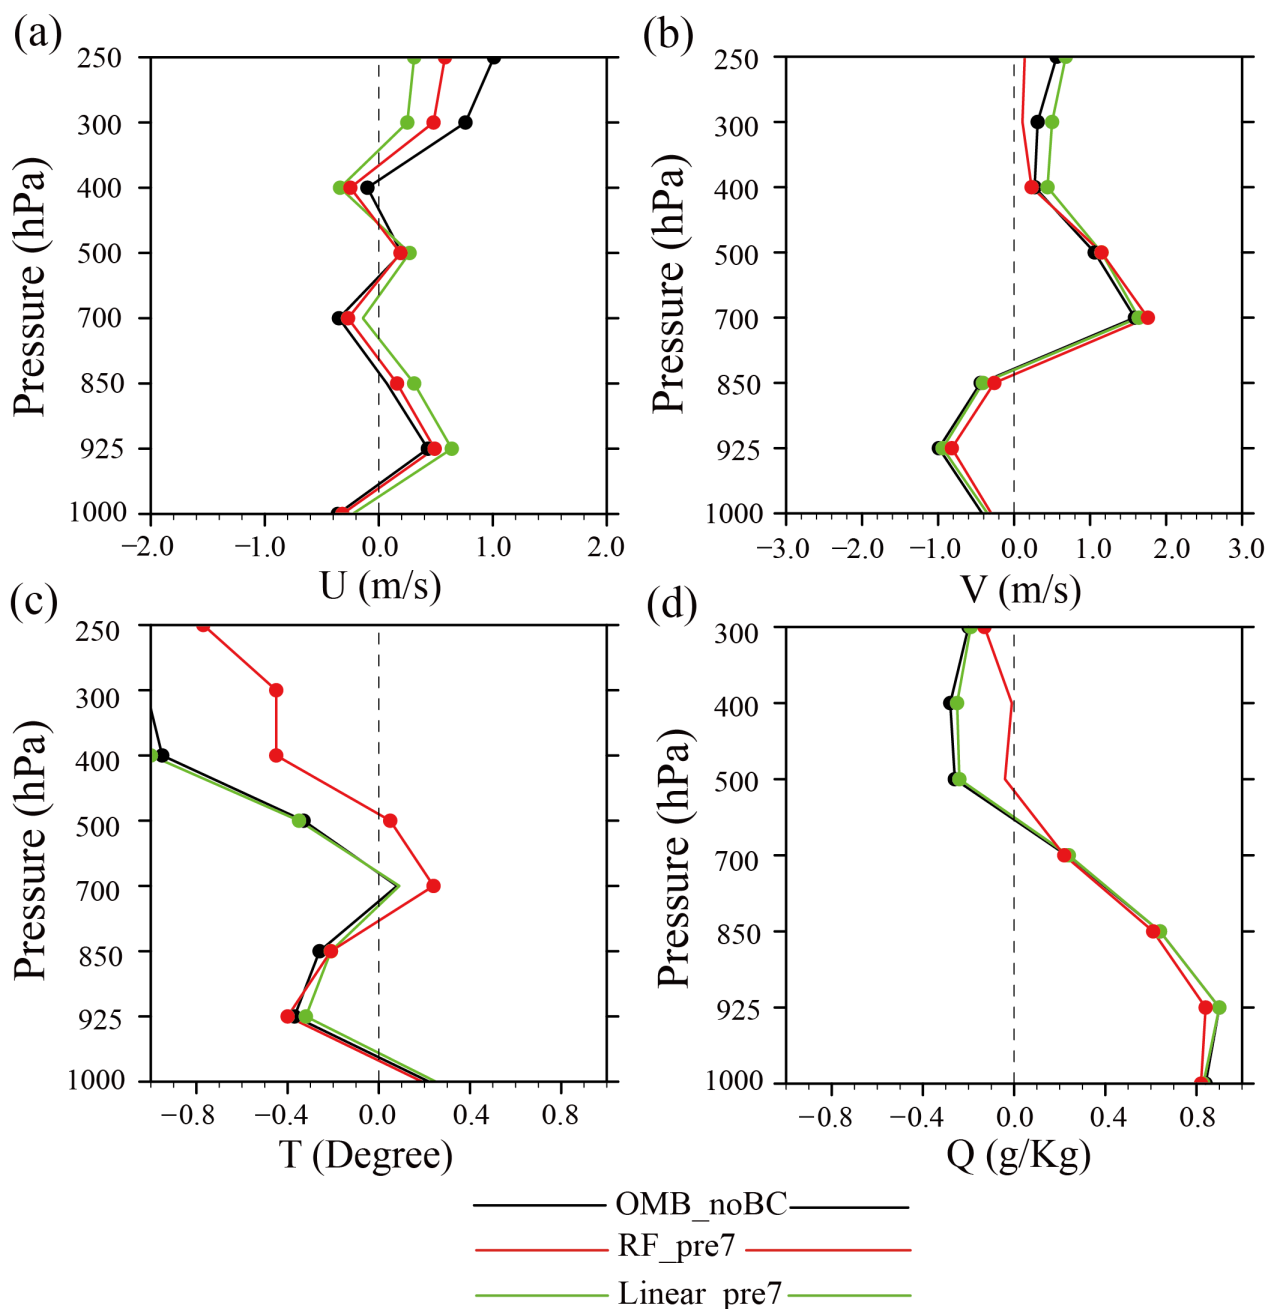 (a)
250
300
400
500
700
850
925
1000
Pressure (hPa)
−2.0 −1.0 0.0 1.0 2.0
U (m/s)
(b)
250
300
400
500
700
850
925
1000
Pressure (hPa)
−3.0 −2.0 −1.0 0.0 1.0 2.0 3.0
V (m/s)
(c)
250
300
400
500
700
850
925
1000
Pressure (hPa)
−0.8 −0.4 0.0 0.4 0.8
T (Degree)
(d)
300
400
500
700
850
925
1000
Pressure (hPa)
−0.8 −0.4 0.0 0.4 0.8
Q (g/Kg)
OMB_noBC
RF_pre7
Linear_pre7